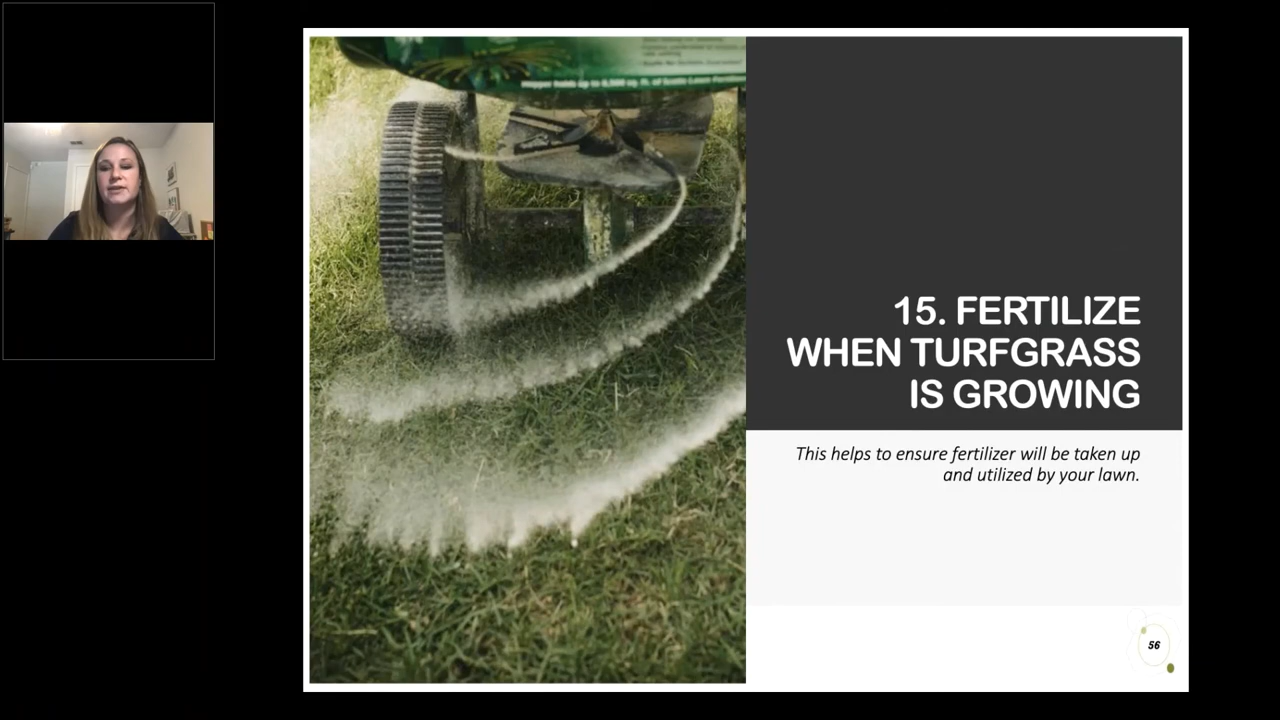 15. FERTILIZE
WHEN TURFGRASS
IS GROWING
This helps to ensure fertilizer will be taken up
and utilized by your lawn.
56